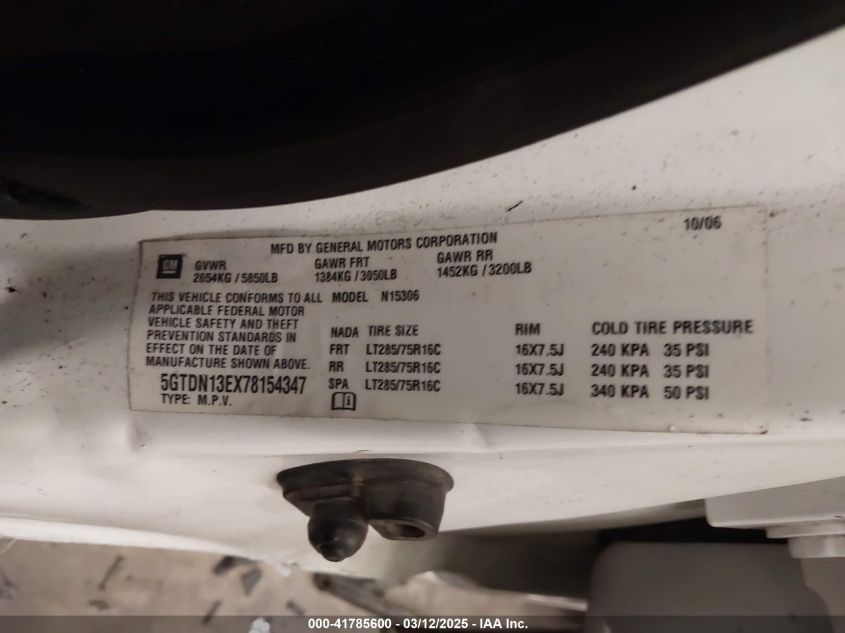 10/06
MFD BY GENERAL MOTORS CORPORATION
GM
GVWR GAWR FRT GAWR RR
2654KG / 5850LB 1384KG / 3050LB 1452KG / 3200LB
THIS VEHICLE CONFORMS TO ALL MODEL N15306
APPLICABLE FEDERAL MOTOR
VEHICLE SAFETY AND THEFT
PREVENTION STANDARDS IN
EFFECT ON THE DATE OF
MANUFACTURE SHOWN ABOVE.
5GTDN13EX78154347
TYPE: M.P.V.
NADA TIRE SIZE RIM COLD TIRE PRESSURE
FRT LT285/75R16C 16X7.5J 240 KPA 35 PSI
RR LT285/75R16C 16X7.5J 240 KPA 35 PSI
SPA LT285/75R16C 16X7.5J 340 KPA 50 PSI
000-41785600 - 03/12/2025 - IAA Inc.